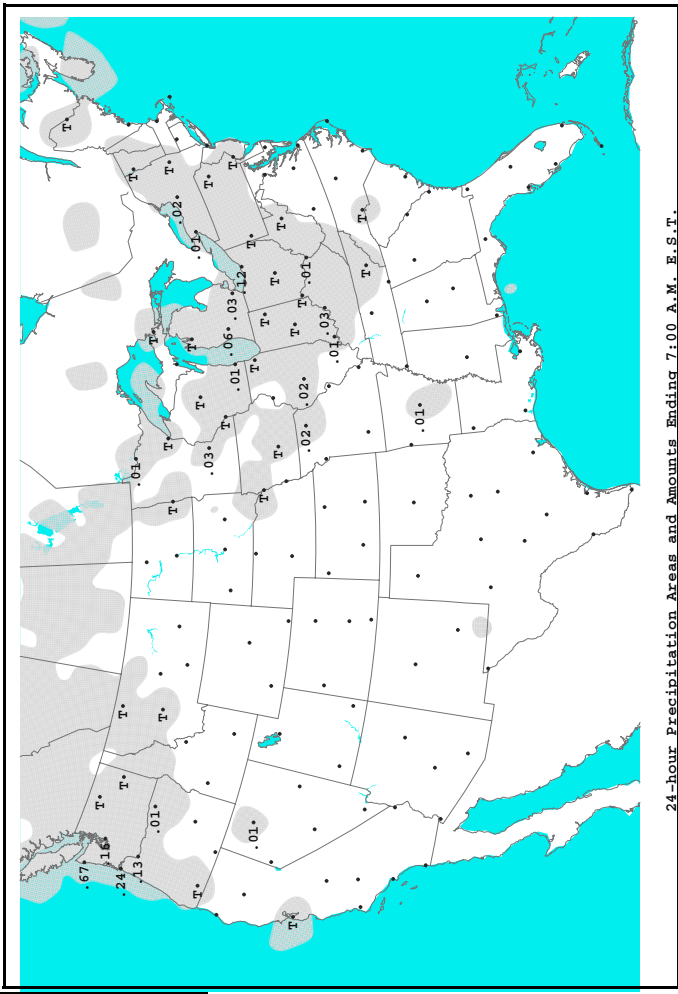 T
.67
T
.16
.24
T
T
T
.01
.13
T
.01
T
T
T
T
.02
T
.01
T
T
T
.03
T
.06
.03
T
.01
.12
T
.01
T
T
T
T
T
T
T
T
T
.02
.02
.01
.03
.01
T
T
.01
24-hour Precipitation Areas and Amounts Ending 7:00 A.M. E.S.T.